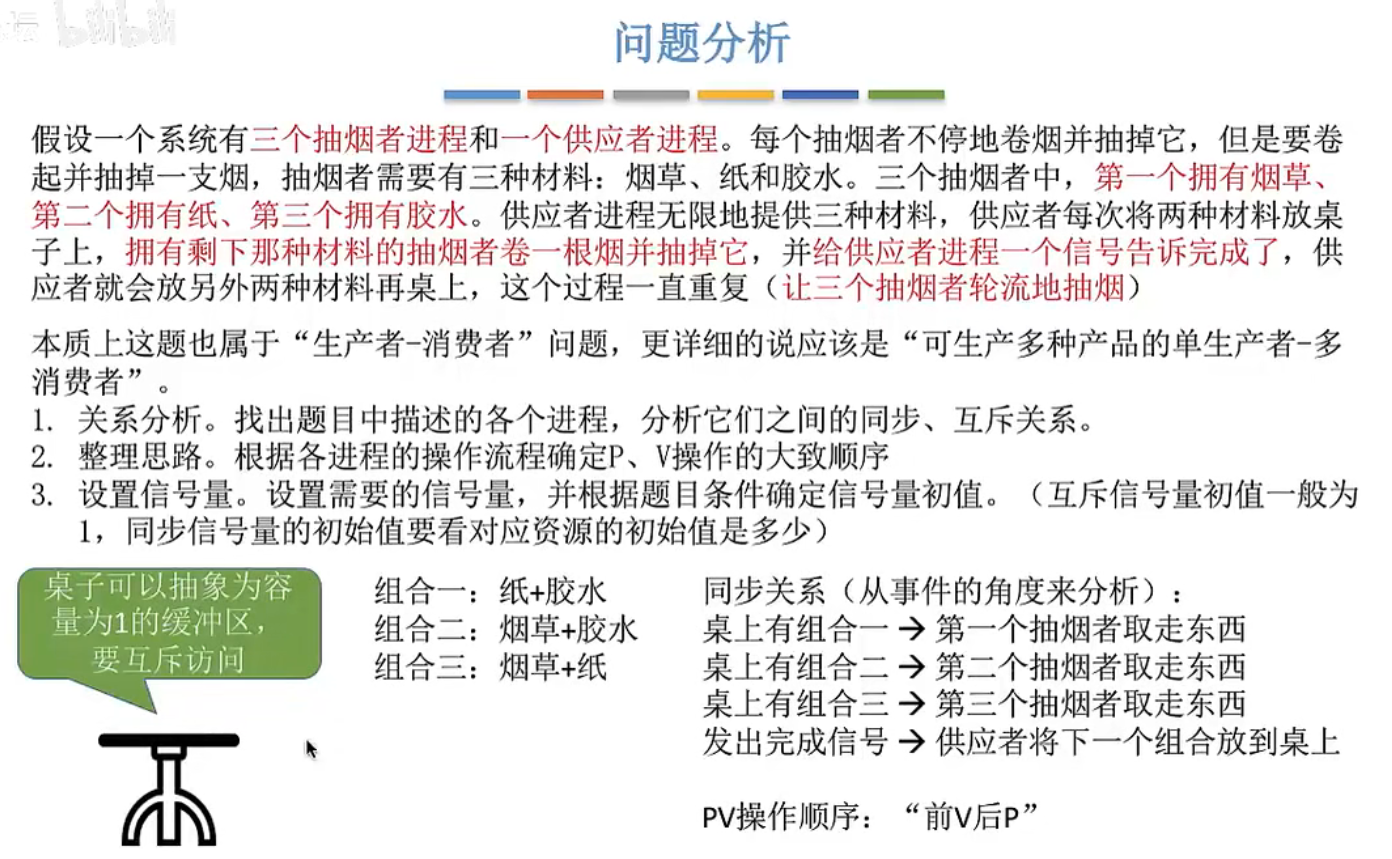 bilibili
问题分析
假设一个系统有三个抽烟者进程和一个供应者进程。每个抽烟者不停地卷烟并抽掉它，但是要卷
起并抽掉一支烟，抽烟者需要有三种材料：烟草、纸和胶水。三个抽烟者中，第一个拥有烟草、
第二个拥有纸、第三个拥有胶水。供应者进程无限地提供三种材料，供应者每次将两种材料放桌
子上，拥有剩下那种材料的抽烟者卷一根烟并抽掉它，并给供应者进程一个信号告诉完成了，供
应者就会放另外两种材料再桌上，这个过程一直重复（让三个抽烟者轮流地抽烟）
本质上这题也属于“生产者-消费者”问题，更详细的说应该是“可生产多种产品的单生产者-多
消费者”。
1. 关系分析。找出题目中描述的各个进程，分析它们之间的同步、互斥关系。
2. 整理思路。根据各进程的操作流程确定P、V操作的大致顺序
3. 设置信号量。设置需要的信号量，并根据题目条件确定信号量初值。（互斥信号量初值一般为
1，同步信号量的初始值要看对应资源的初始值是多少）
桌子可以抽象为容
量为1的缓冲区，
要互斥访问
组合一：纸+胶水
组合二：烟草+胶水
组合三：烟草+纸
同步关系（从事件的角度来分析）：
桌上有组合一 → 第一个抽烟者取走东西
桌上有组合二 → 第二个抽烟者取走东西
桌上有组合三 → 第三个抽烟者取走东西
发出完成信号 → 供应者将下一个组合放到桌上
PV操作顺序：“前V后P”